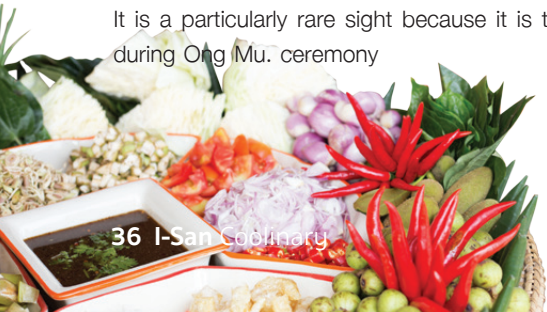 It is a particularly rare sight because it is t
during Ong Mu. ceremony
36 I-San Coolinary